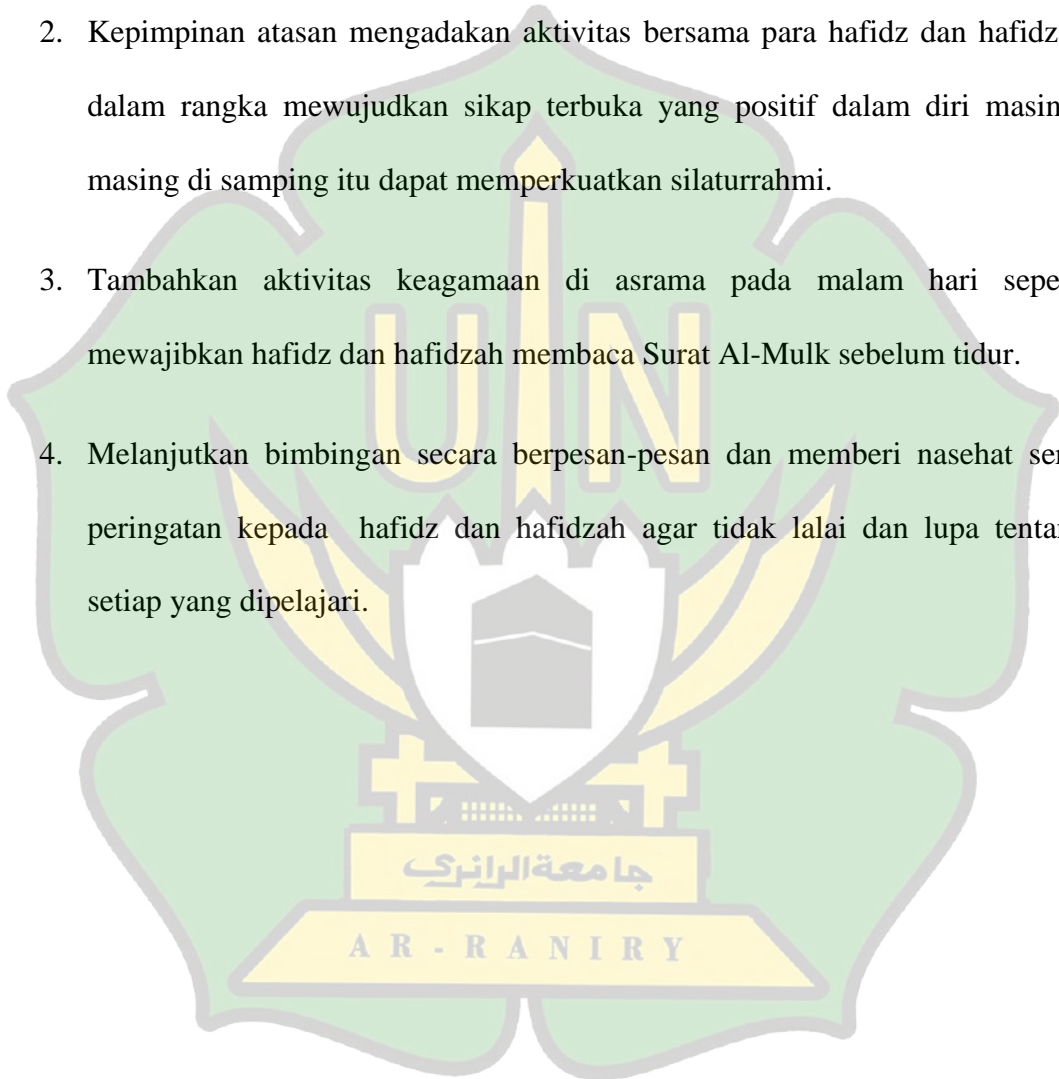 2. Kepimpinan atasan mengadakan aktivitas bersama para hafidz dan hafidz
dalam rangka mewujudkan sikap terbuka yang positif dalam diri masin
masing di samping itu dapat memperkuatkan silaturrahmi.
3. Tambahkan aktivitas keagamaan di asrama pada malam hari sepe
mewajibkan hafidz dan hafidzah membaca Surat Al-Mulk sebelum tidur.
4. Melanjutkan bimbingan secara berpesan-pesan dan memberi nasehat ser
peringatan kepada hafidz dan hafidzah agar tidak lalai dan lupa tenta
setiap yang dipelajari.
UIN
جامعة الرانري
AR-RANIRY